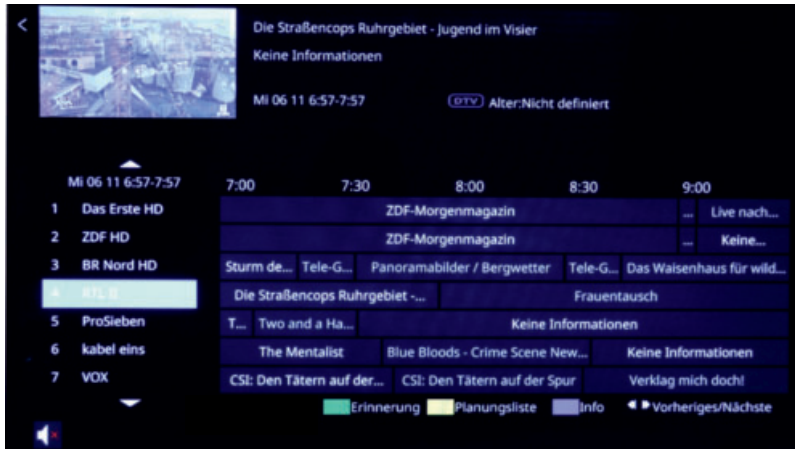 <
Die Straßencops Ruhrgebiet - Jugend im Visier
Keine Informationen
Mi 06 11 6:57-7:57 DTV Alter:Nicht definiert
Mi 06 11 6:57-7:57 7:00 7:30 8:00 8:30 9:00
1 Das Erste HD ZDF-Morgenmagazin ... Live nach...
2 ZDF HD ZDF-Morgenmagazin ... Keine...
3 BR Nord HD Sturm de... Tele-G... Panoramabilder / Bergwetter Tele-G... Das Waisenhaus für wild...
4 RTL II Die Straßencops Ruhrgebiet -... Frauentausch
5 ProSieben T... Two and a Ha... Keine Informationen
6 kabel eins The Mentalist Blue Bloods - Crime Scene New... Keine Informationen
7 VOX CSI: Den Tätern auf der... CSI: Den Tätern auf der Spur Verklag mich doch!
Erinnerung Planungsliste Info Vorheriges/Nächste